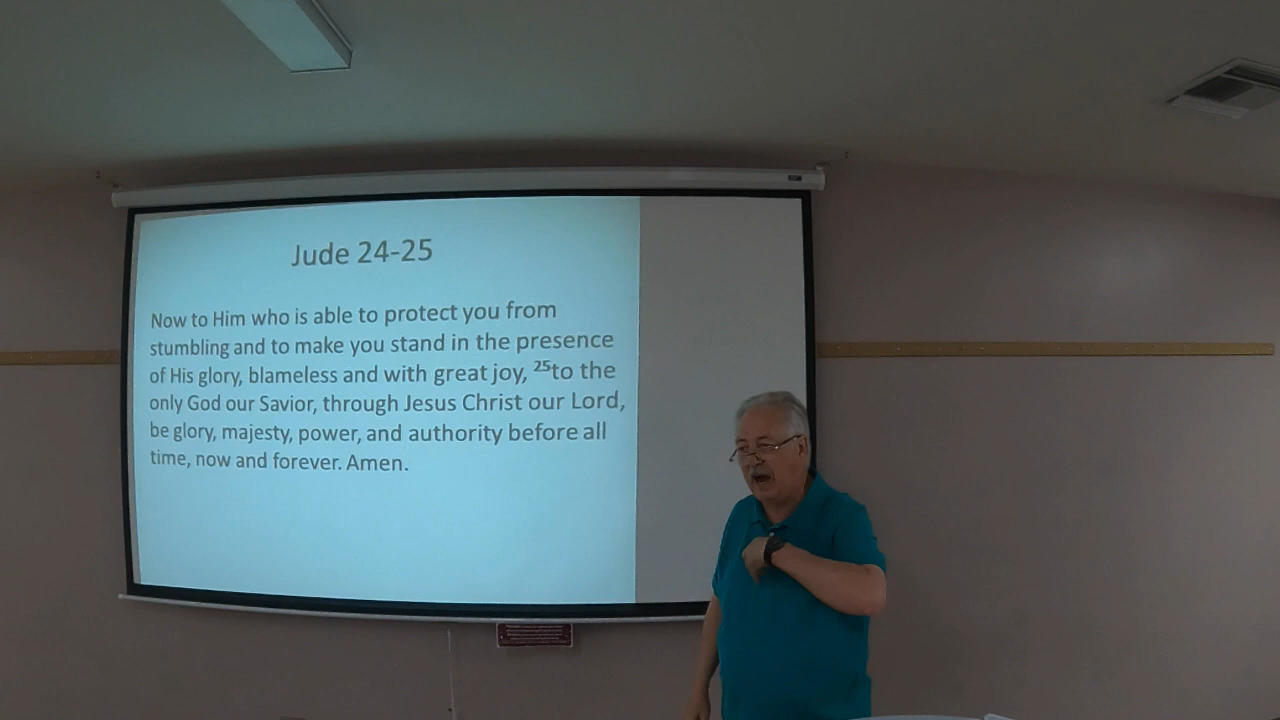 Jude 24-25
Now to Him who is able to protect you from
stumbling and to make you stand in the presence
of His glory, blameless and with great joy, ²⁵to the
only God our Savior, through Jesus Christ our Lord,
be glory, majesty, power, and authority before all
time, now and forever. Amen.